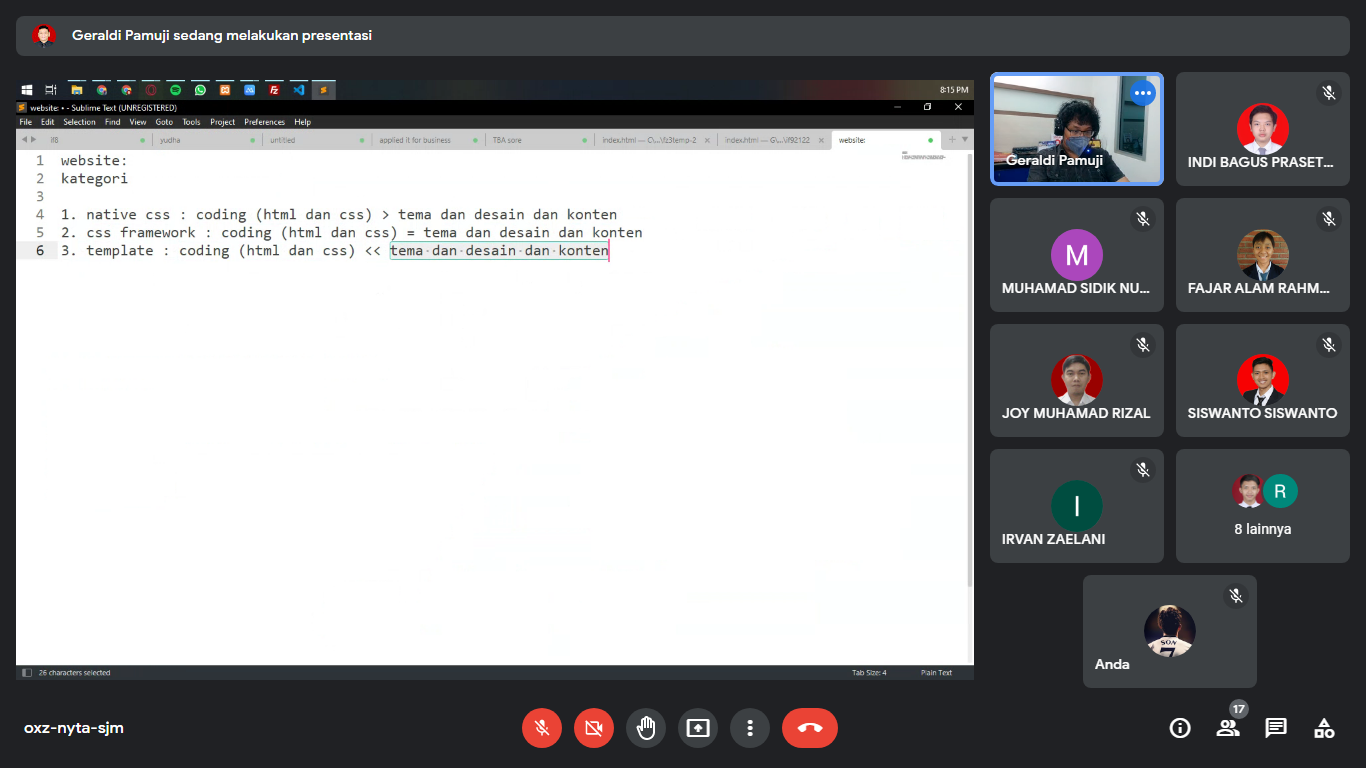 Geraldi Pamuji sedang melakukan presentasi
8:15 PM
website: • - Sublime Text (UNREGISTERED)
File Edit Selection Find View Goto Tools Project Preferences Help
if8 yudha untitled applied it for business TBA sore index.html — C:\...\lz3temp-2 index.html — G:\...\if92122 website:
1 website:
2 kategori
3
4 1. native css : coding (html dan css) > tema dan desain dan konten
5 2. css framework : coding (html dan css) = tema dan desain dan konten
6 3. template : coding (html dan css) << tema dan desain dan konten
26 characters selected Tab Size: 4 Plain Text
Geraldi Pamuji
INDI BAGUS PRASET...
M
MUHAMAD SIDIK NU...
FAJAR ALAM RAHM...
JOY MUHAMAD RIZAL
SISWANTO SISWANTO
I
IRVAN ZAELANI
R
8 lainnya
SON
7
Anda
oxz-nyta-sjm
17